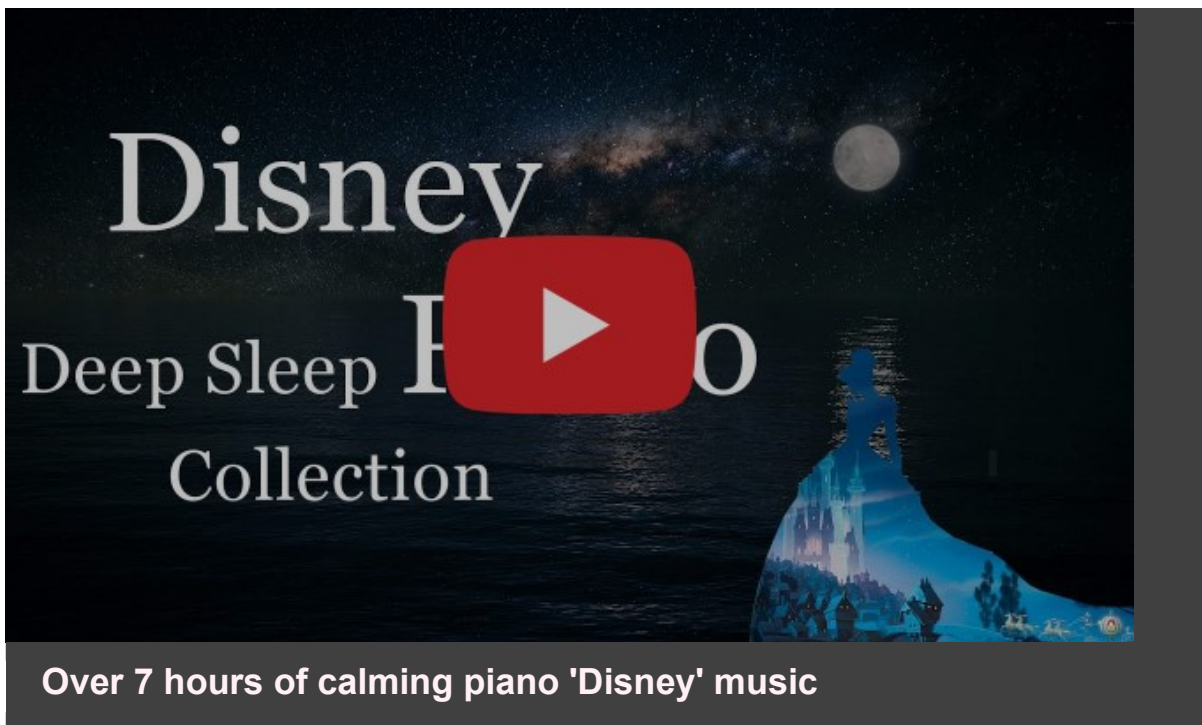 Disney
Deep Sleep
Collection
Over 7 hours of calming piano 'Disney' music